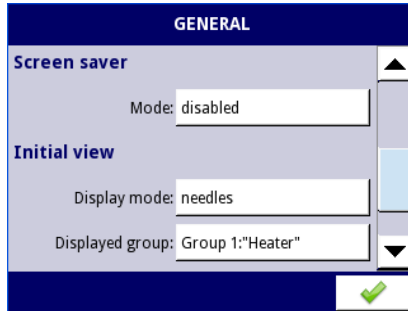 GENERAL
Screen saver
Mode: disabled
Initial view
Display mode: needles
Displayed group: Group 1:"Heater"